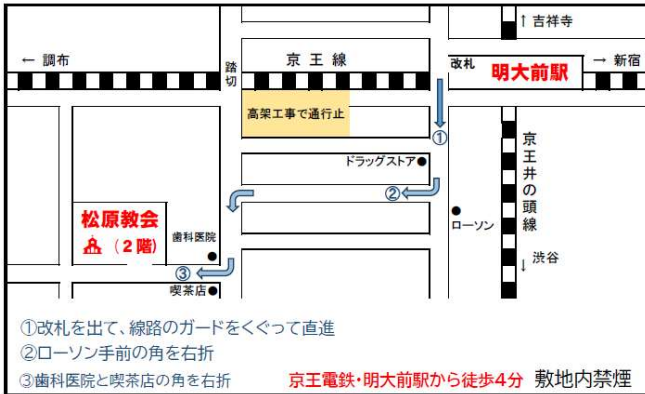 ↑ 吉祥寺
← 調布
踏切
京 王 線
改札
明大前駅
→ 新宿
高架工事で通行止
①
ドラッグストア●
②
京王井の頭線
松原教会
(2階)
歯科医院
●
●
ローソン
↓ 渋谷
③
喫茶店●
①改札を出て、線路のガードをくぐって直進
②ローソン手前の角を右折
③歯科医院と喫茶店の角を右折
京王電鉄・明大前駅から徒歩4分 敷地内禁煙